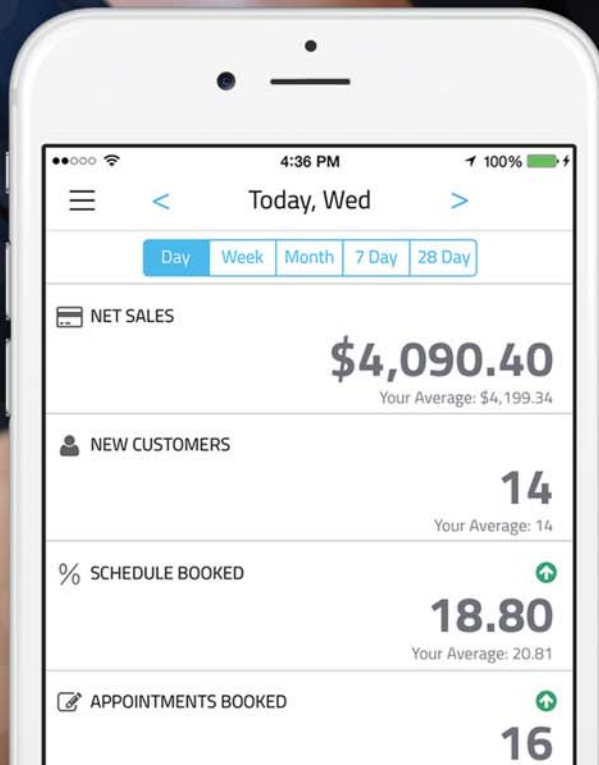 4:36 PM 100%
< Today, Wed >
Day Week Month 7 Day 28 Day
NET SALES
$4,090.40
Your Average: $4,199.34
NEW CUSTOMERS
14
Your Average: 14
% SCHEDULE BOOKED
18.80
Your Average: 20.81
APPOINTMENTS BOOKED
16